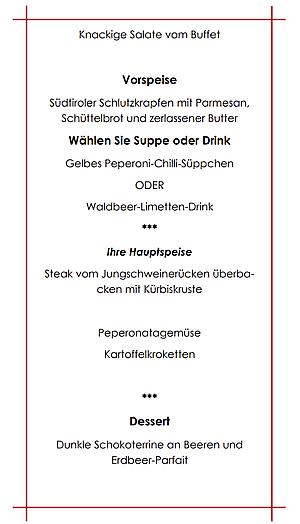 Knackige Salate vom Buffet
Vorspeise
Südtiroler Schlutzkrapfen mit Parmesan,
Schüttelbrot und zerlassener Butter
Wählen Sie Suppe oder Drink
Gelbes Peperoni-Chilli-Süppchen
ODER
Waldbeer-Limetten-Drink
***
Ihre Hauptspeise
Steak vom Jungschweinerücken überba-
cken mit Kürbiskruste
Peperonatagemüse
Kartoffelkroketten
***
Dessert
Dunkle Schokoterrine an Beeren und
Erdbeer-Parfait